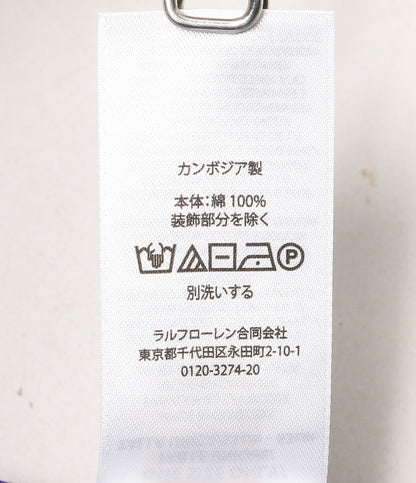 カンボジア製
本体：綿 100%
装飾部分を除く
P
別洗いする
ラルフローレン合同会社
東京都千代田区永田町2-10-1
0120-3274-20